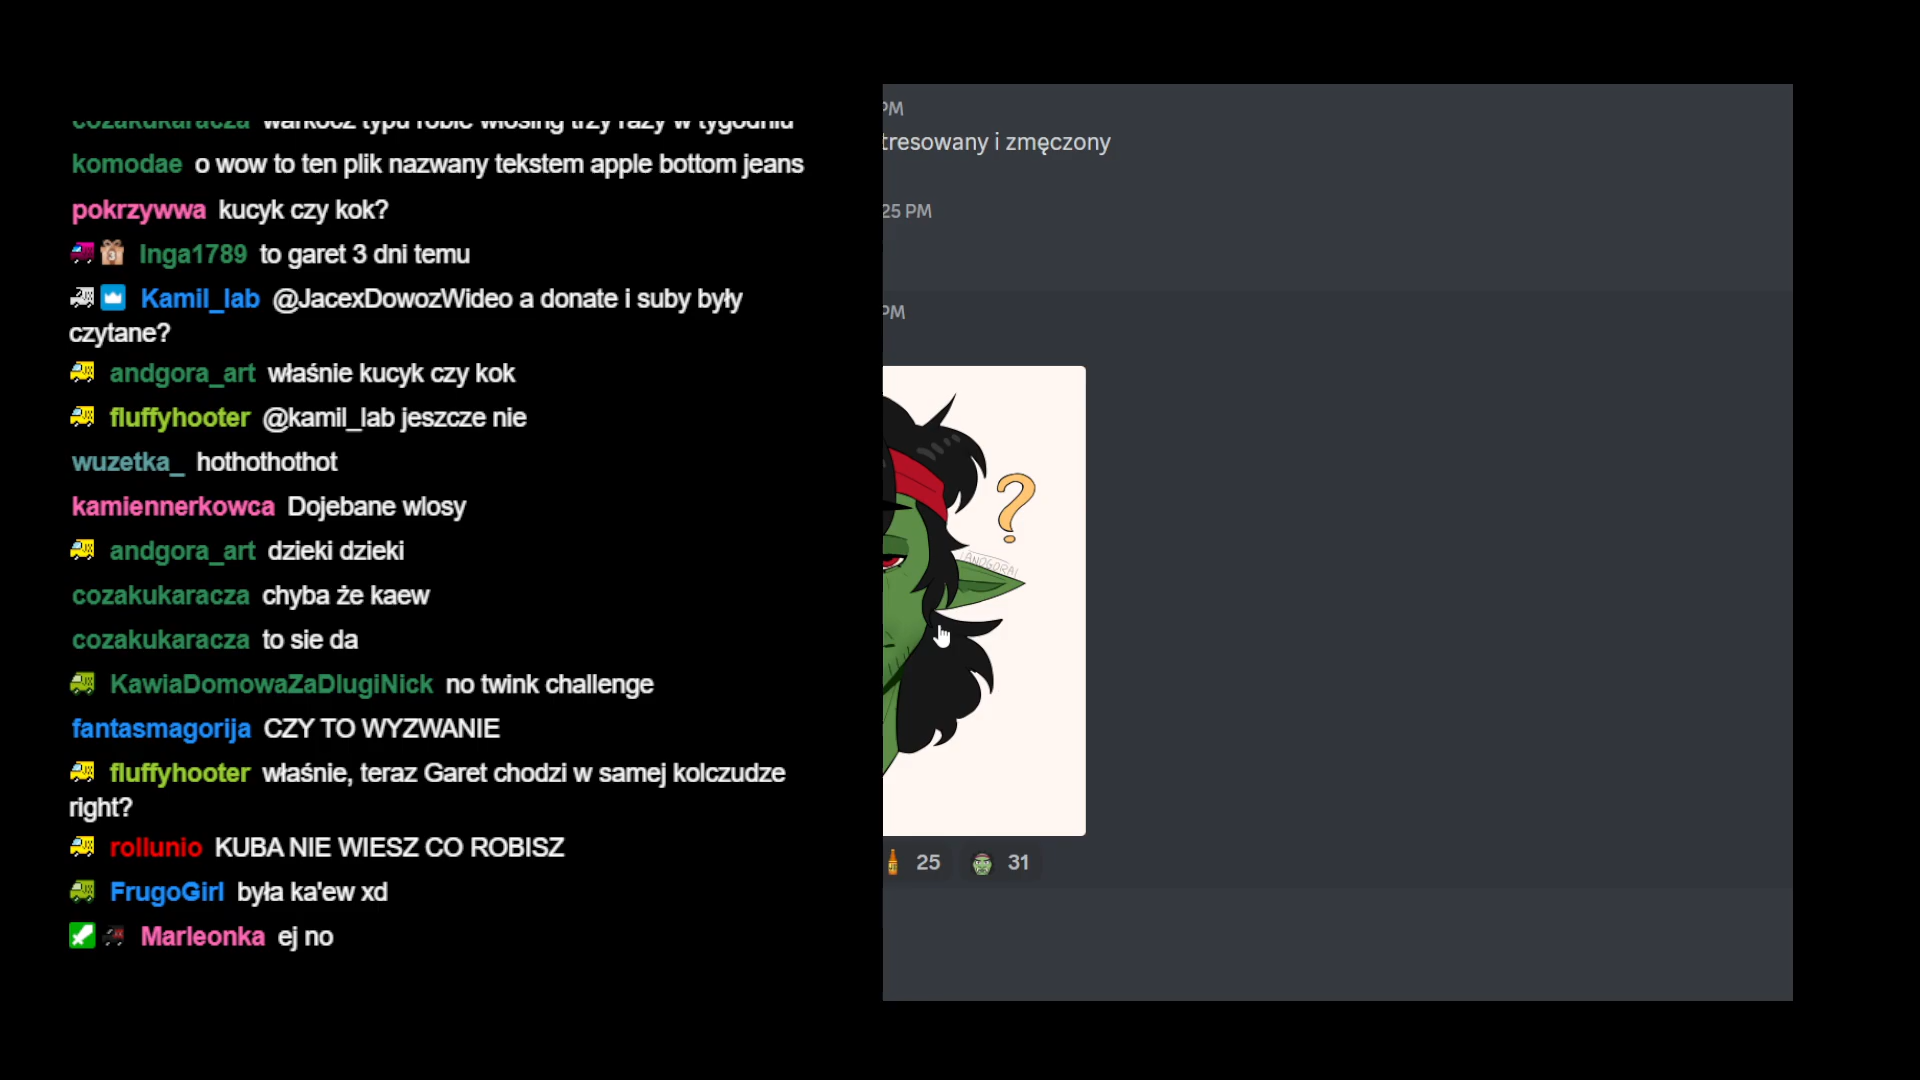 cozakukaracza warkocz typu robić włosing trzy razy w tygodniu
komodae o wow to ten plik nazwany tekstem apple bottom jeans
pokrzywwa kucyk czy kok?
3 Inga1789 to garet 3 dni temu
Kamil_lab @JacexDowozWideo a donate i suby były
czytane?
andgora_art właśnie kucyk czy kok
fluffyhooter @kamil_lab jeszcze nie
wuzetka_ hothothothot
kamiennerkowca Dojebane wlosy
andgora_art dzieki dzieki
cozakukaracza chyba że kaew
cozakukaracza to sie da
KawiaDomowaZaDlugiNick no twink challenge
fantasmagorija CZY TO WYZWANIE
fluffyhooter właśnie, teraz Garet chodzi w samej kolczudze
right?
rollunio KUBA NIE WIESZ CO ROBISZ
FrugoGirl była ka'ew xd
Marleonka ej no
PM
tresowany i zmęczony
25 PM
PM
?
ANDGORA
25 31